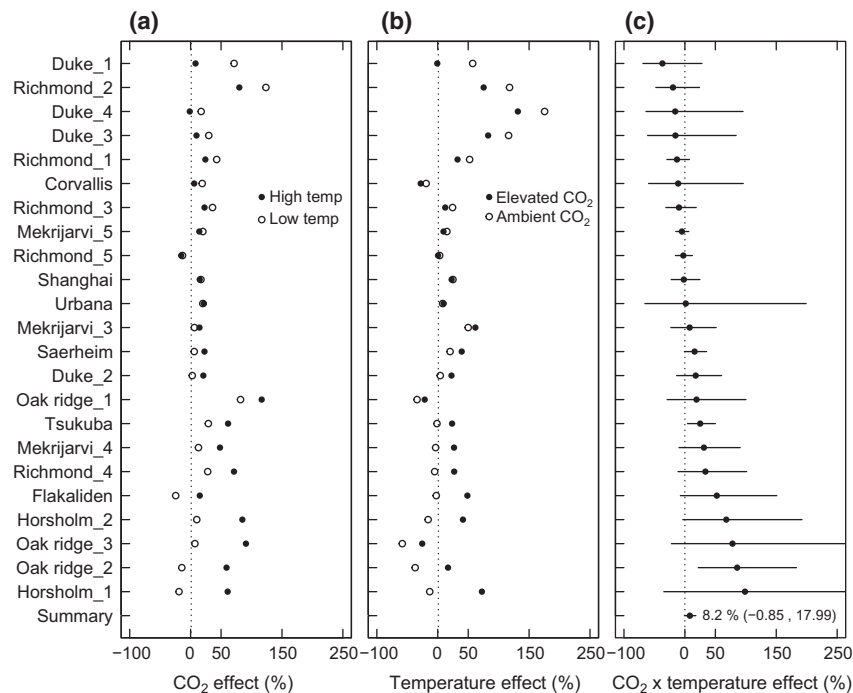 (a) (b) (c)
Duke_1
Richmond_2
Duke_4
Duke_3
Richmond_1
Corvallis
Richmond_3
Mekrijarvi_5
Richmond_5
Shanghai
Urbana
Mekrijarvi_3
Saerheim
Duke_2
Oak ridge_1
Tsukuba
Mekrijarvi_4
Richmond_4
Flakaliden
Horsholm_2
Oak ridge_3
Oak ridge_2
Horsholm_1
Summary
High temp
Low temp
Elevated CO₂
Ambient CO₂
8.2 % (−0.85 , 17.99)
−100 0 50 150 250
−100 0 50 150 250
−100 0 50 150 250
CO₂ effect (%)
Temperature effect (%)
CO₂ x temperature effect (%)